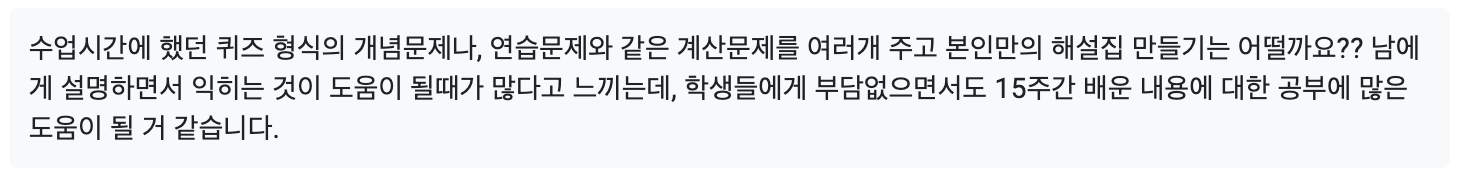 수업시간에 했던 퀴즈 형식의 개념문제나, 연습문제와 같은 계산문제를 여러개 주고 본인만의 해설집 만들기는 어떨까요?? 남에
게 설명하면서 익히는 것이 도움이 될때가 많다고 느끼는데, 학생들에게 부담없으면서도 15주간 배운 내용에 대한 공부에 많은
도움이 될 거 같습니다.